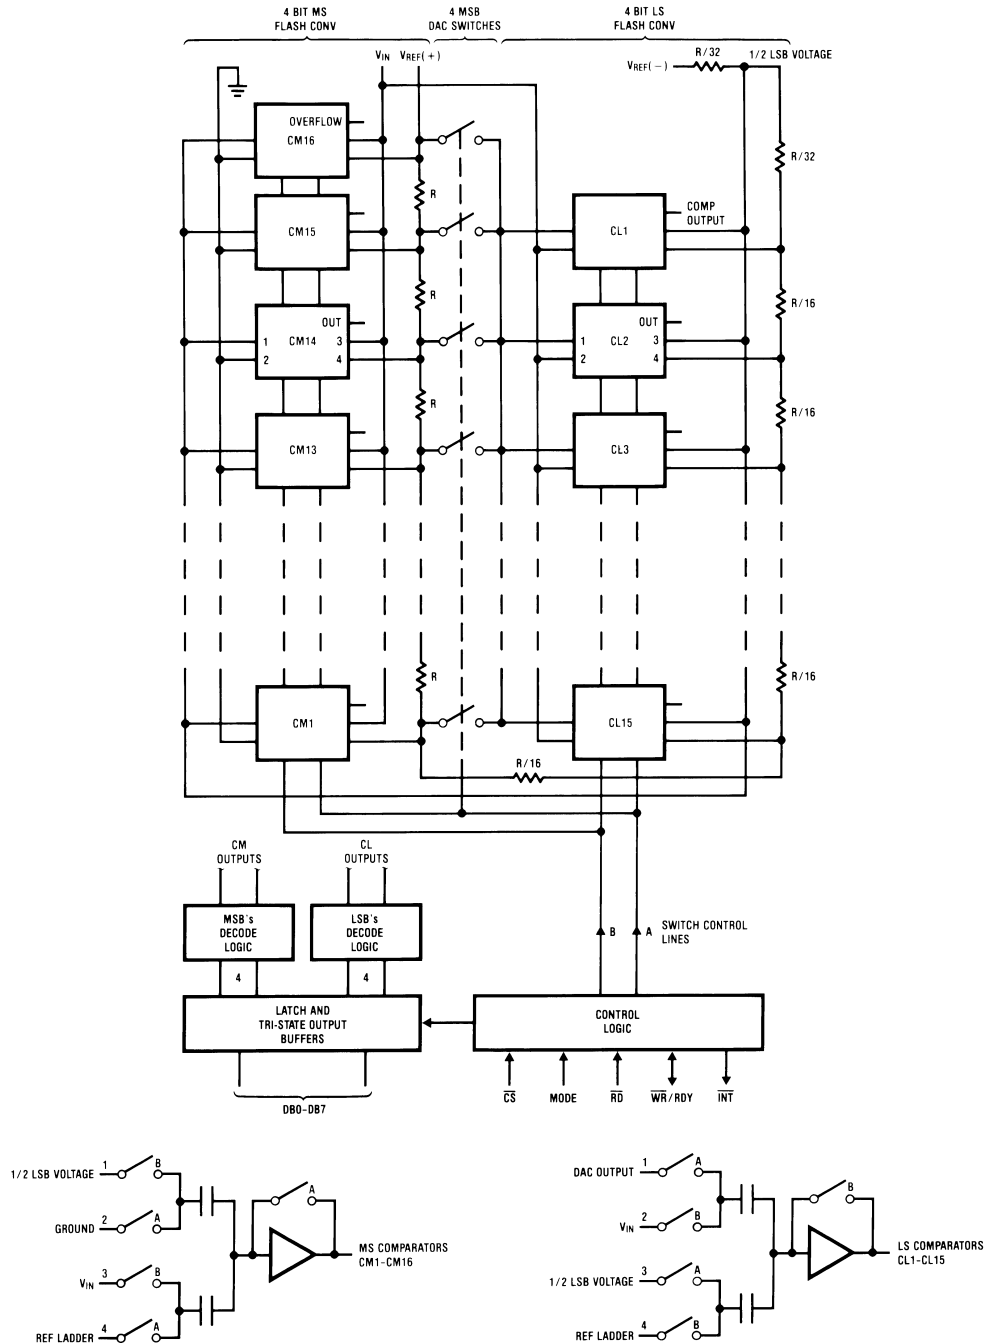 4 BIT MS
FLASH CONV
4 MSB
DAC SWITCHES
4 BIT LS
FLASH CONV
VIN
VREF(+)
VREF(−)
R/32
1/2 LSB VOLTAGE
OVERFLOW
CM16
R/32
R
CM15
CL1
COMP
OUTPUT
R
R/16
OUT
1
CM14
3
2
4
OUT
1
CL2
3
2
4
R
R/16
CM13
CL3
R
R/16
CM1
CL15
R/16
CM
OUTPUTS
CL
OUTPUTS
MSB's
DECODE
LOGIC
LSB's
DECODE
LOGIC
B
A
SWITCH CONTROL
LINES
4
4
LATCH AND
TRI-STATE OUTPUT
BUFFERS
CONTROL
LOGIC
C̅S̅
MODE
R̅D̅
W̅R̅/RDY
I̅N̅T̅
DB0-DB7
1/2 LSB VOLTAGE
1
B
A
GROUND
2
A
MS COMPARATORS
CM1-CM16
VIN
3
B
REF LADDER
4
A
DAC OUTPUT
1
A
B
VIN
2
B
LS COMPARATORS
CL1-CL15
1/2 LSB VOLTAGE
3
A
REF LADDER
4
B